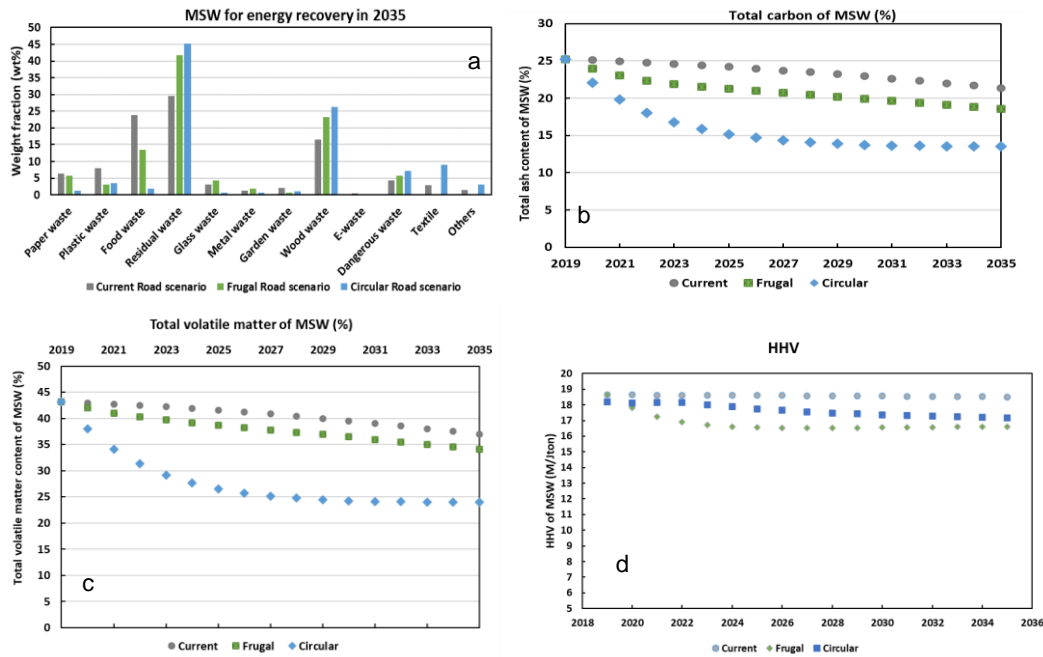 MSW for energy recovery in 2035
50
45
40
35
30
25
20
15
10
5
0
Weight fraction (wt%)
a
Paper waste
Plastic waste
Food waste
Residual waste
Glass waste
Metal waste
Garden waste
Wood waste
E-waste
Dangerous waste
Textile
Others
Current Road scenario Frugal Road scenario Circular Road scenario
Total carbon of MSW (%)
30
25
20
15
10
5
0
Total ash content of MSW (%)
b
2019 2021 2023 2025 2027 2029 2031 2033 2035
Current Frugal Circular
Total volatile matter of MSW (%)
2019 2021 2023 2025 2027 2029 2031 2033 2035
50
45
40
35
30
25
20
15
10
5
0
Total volatile matter content of MSW (%)
c
Current Frugal Circular
HHV
20
19
18
17
16
15
14
13
12
11
10
9
8
7
6
5
HHV of MSW (M/Jton)
d
2018 2020 2022 2024 2026 2028 2030 2032 2034 2036
Current Frugal Circular